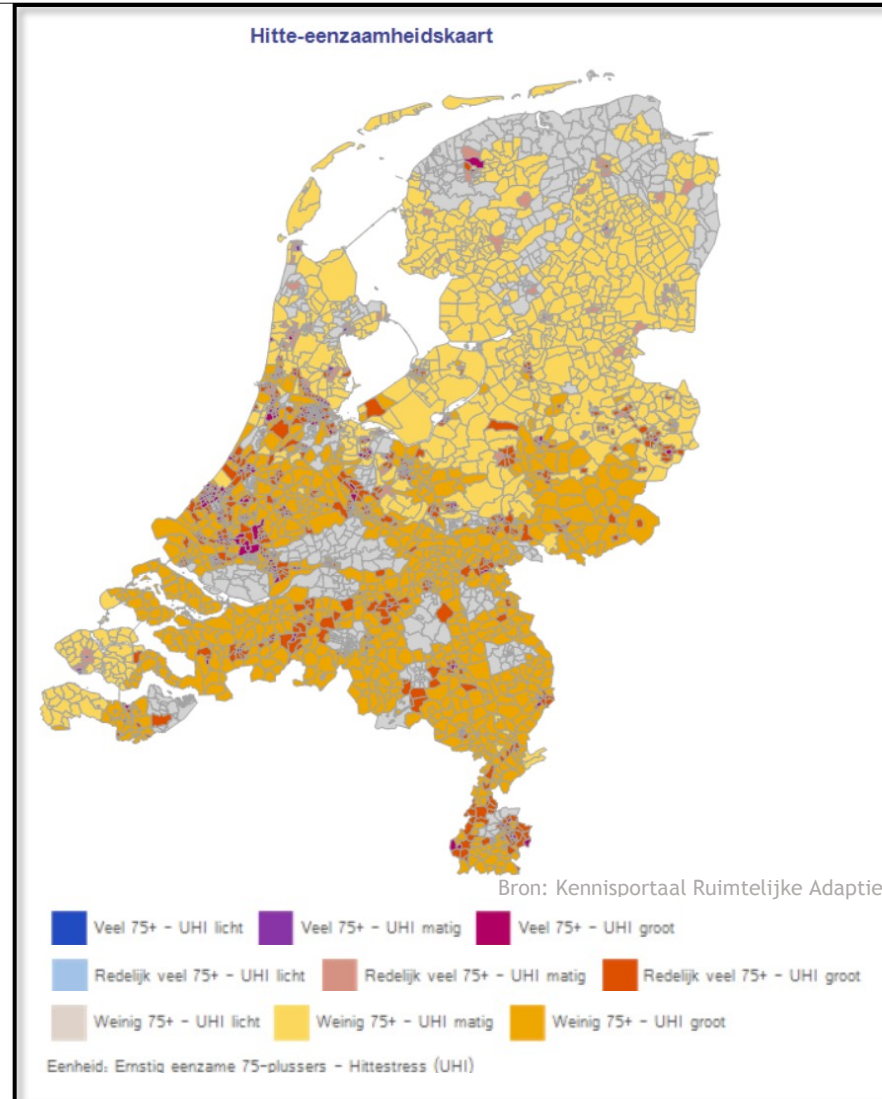 Hitte-eenzaamheidskaart
Bron: Kennisportaal Ruimtelijke Adaptie
Veel 75+ - UHI licht Veel 75+ - UHI matig Veel 75+ - UHI groot
Redelijk veel 75+ - UHI licht Redelijk veel 75+ - UHI matig Redelijk veel 75+ - UHI groot
Weinig 75+ - UHI licht Weinig 75+ - UHI matig Weinig 75+ - UHI groot
Eenheid: Ernstig eenzame 75-plussers - Hittestress (UHI)